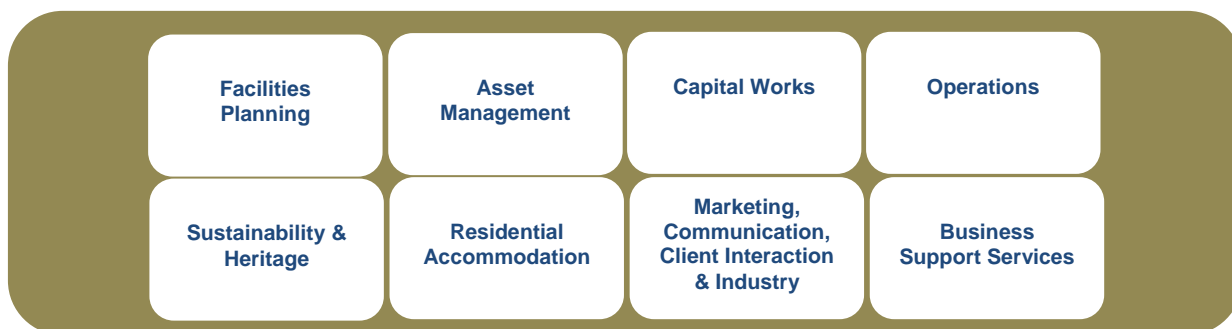 Facilities
Planning
Asset
Management
Capital Works
Operations
Sustainability &
Heritage
Residential
Accommodation
Marketing,
Communication,
Client Interaction
& Industry
Business
Support Services